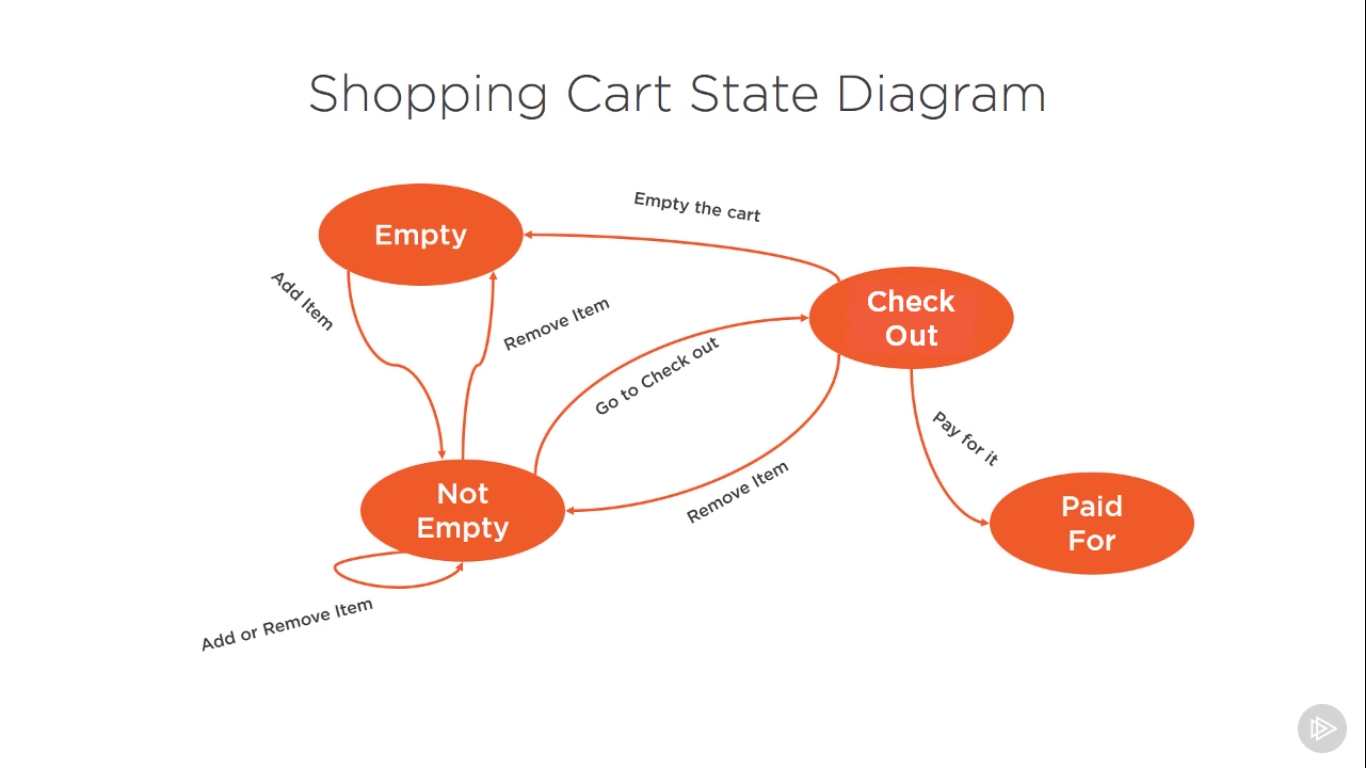 Shopping Cart State Diagram
Empty the cart
Empty
Add Item
Remove Item
Check
Out
Go to Check out
Pay for it
Remove Item
Not
Empty
Paid
For
Add or Remove Item